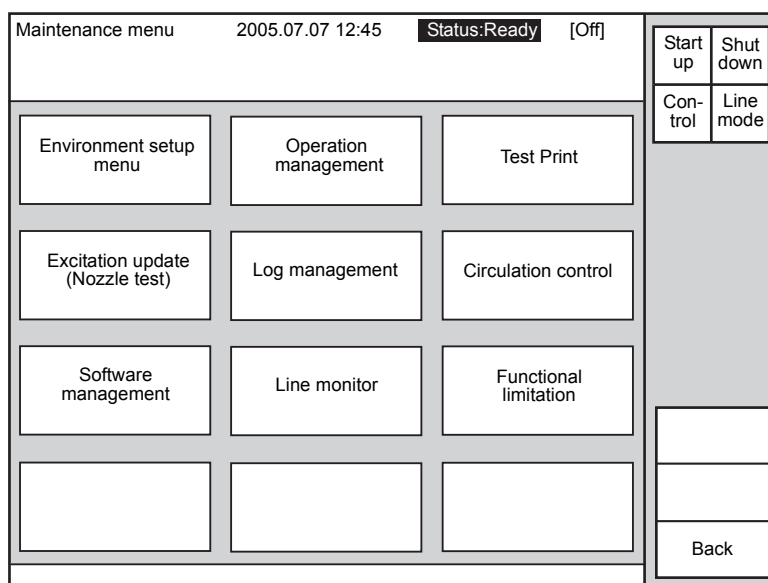 Maintenance menu 2005.07.07 12:45 Status:Ready [Off]
Start
up
Shut
down
Con-
trol
Line
mode
Environment setup
menu
Operation
management
Test Print
Excitation update
(Nozzle test)
Log management
Circulation control
Software
management
Line monitor
Functional
limitation
Back